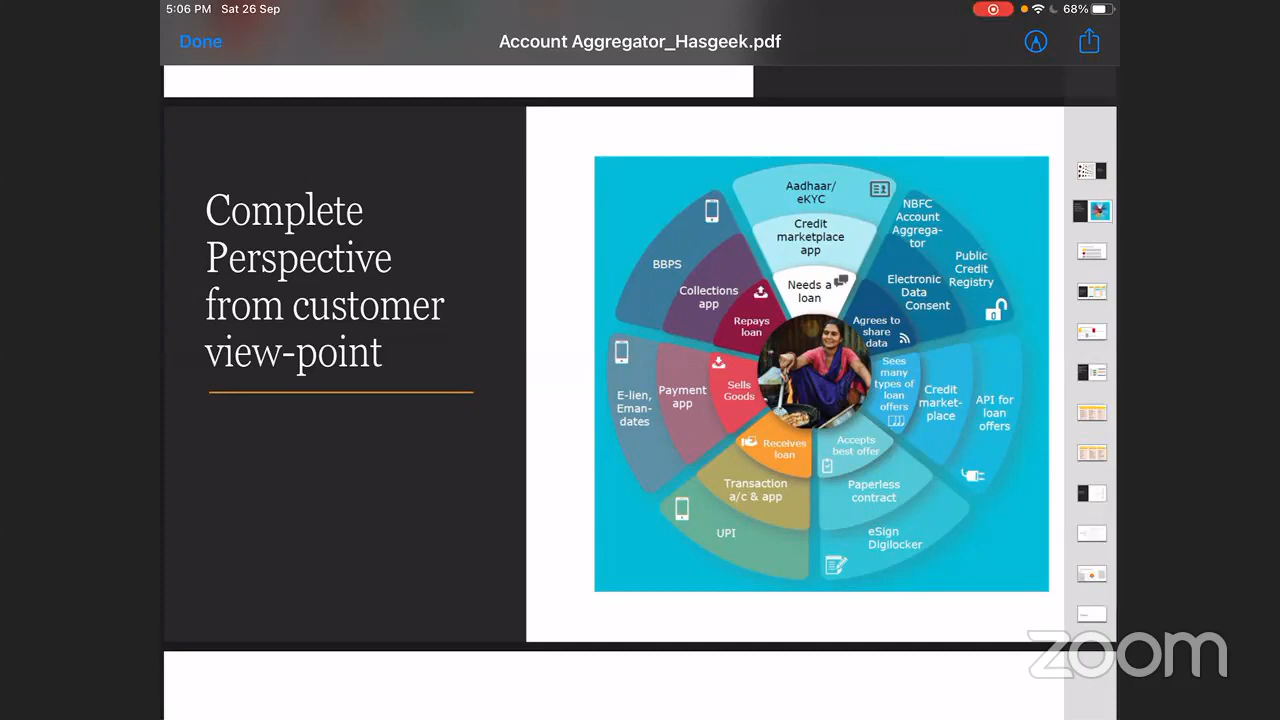 5:06 PM Sat 26 Sep
68%
Done
Account Aggregator_Hasgeek.pdf
Complete
Perspective
from customer
view-point
Aadhaar/
eKYC
Credit
marketplace
app
Needs a
loan
NBFC
Account
Aggrega-
tor
Public
Credit
Registry
Electronic
Data
Consent
Agrees to
share
data
Sees
many
types of
loan
offers
Credit
market-
place
API for
loan
offers
Accepts
best offer
Paperless
contract
eSign
Digilocker
Receives
loan
Transaction
a/c & app
UPI
Sells
Goods
Payment
app
E-lien,
Eman-
dates
Repays
loan
Collections
app
BBPS
zoom